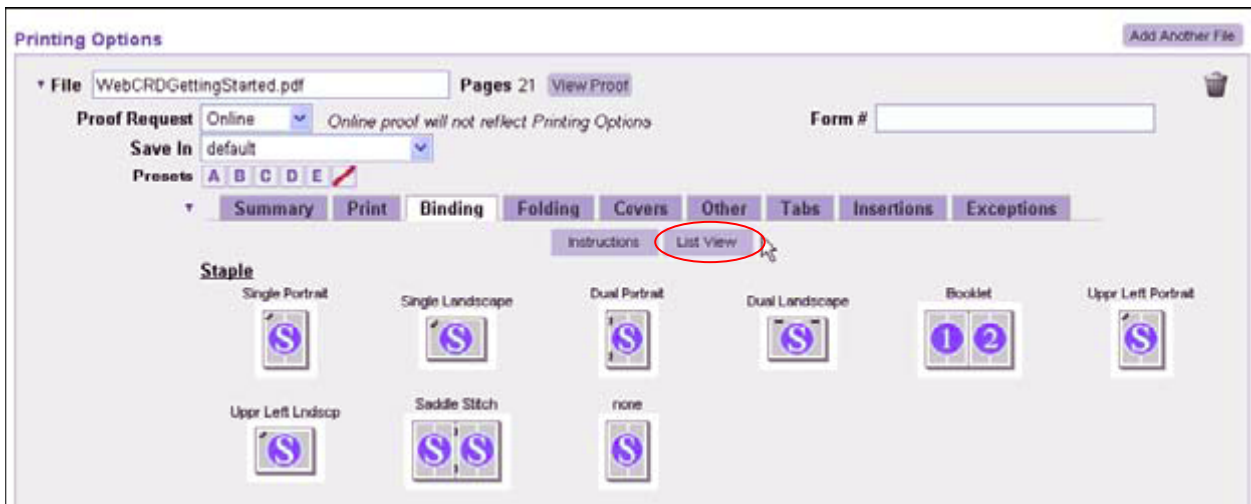 Printing Options
Add Another File
File WebCRDGettingStarted.pdf Pages 21 View Proof
Proof Request Online Online proof will not reflect Printing Options Form #
Save In default
Presets A B C D E
Summary Print Binding Folding Covers Other Tabs Insertions Exceptions
Instructions List View
Staple
Single Portrait Single Landscape Dual Portrait Dual Landscape Booklet Uppr Left Portrait
S S S S 1 2 S
Uppr Left Lndscp Saddle Stitch none
S S S S